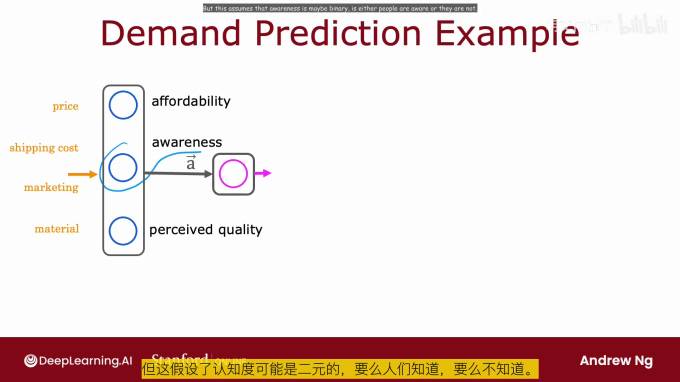 But this assumes that awareness is maybe binary, is either people are aware or they are not.
Demand Prediction Example
bilibili
price
affordability
shipping cost
awareness
a
marketing
material
perceived quality
DeepLearning.AI
Stanford
Andrew Ng
但这假设了认知度可能是二元的，要么人们知道，要么不知道。